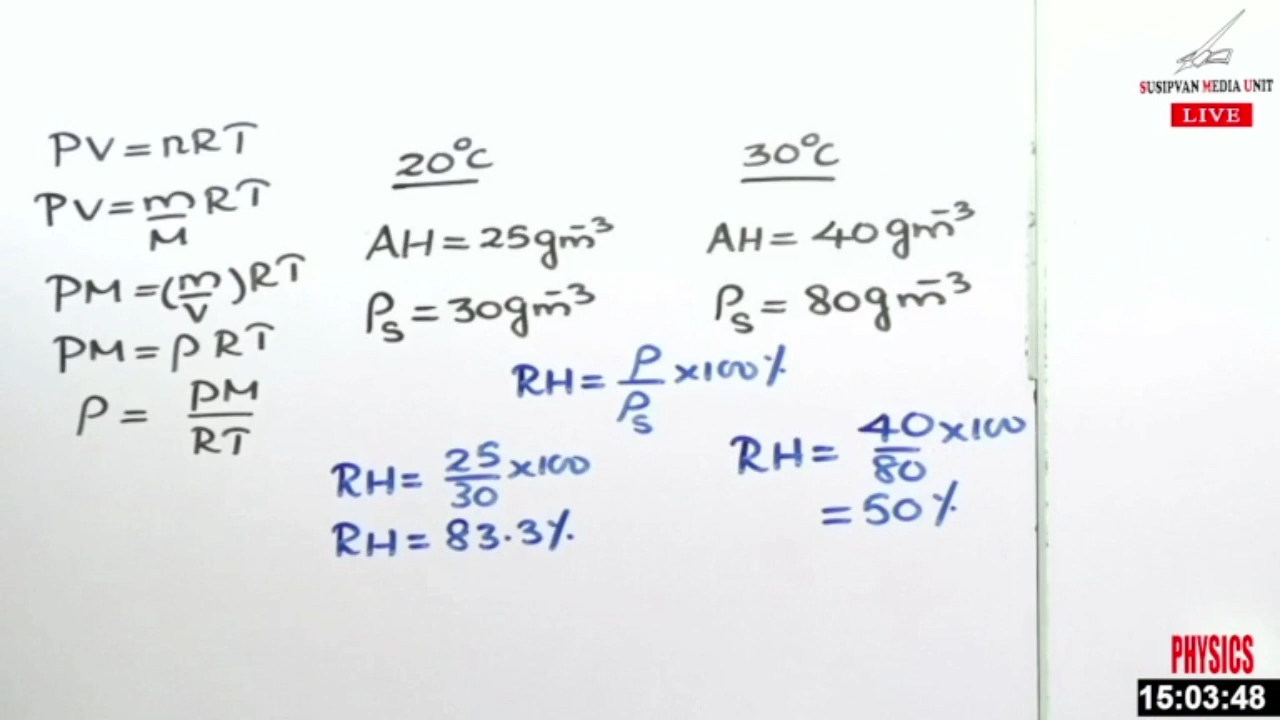 PV = nRT
PV = m/M RT
PM = (m/V) RT
PM = ρRT
ρ = PM/RT
20°C
AH = 25gm⁻³
ρs = 30gm⁻³
30°C
AH = 40gm⁻³
ρs = 80gm⁻³
RH = ρ/ρs ×100%
RH = 25/30 ×100
RH = 83.3%
RH = 40/80 ×100
= 50%
SUSIPVAN MEDIA UNIT
LIVE
PHYSICS
15:03:48